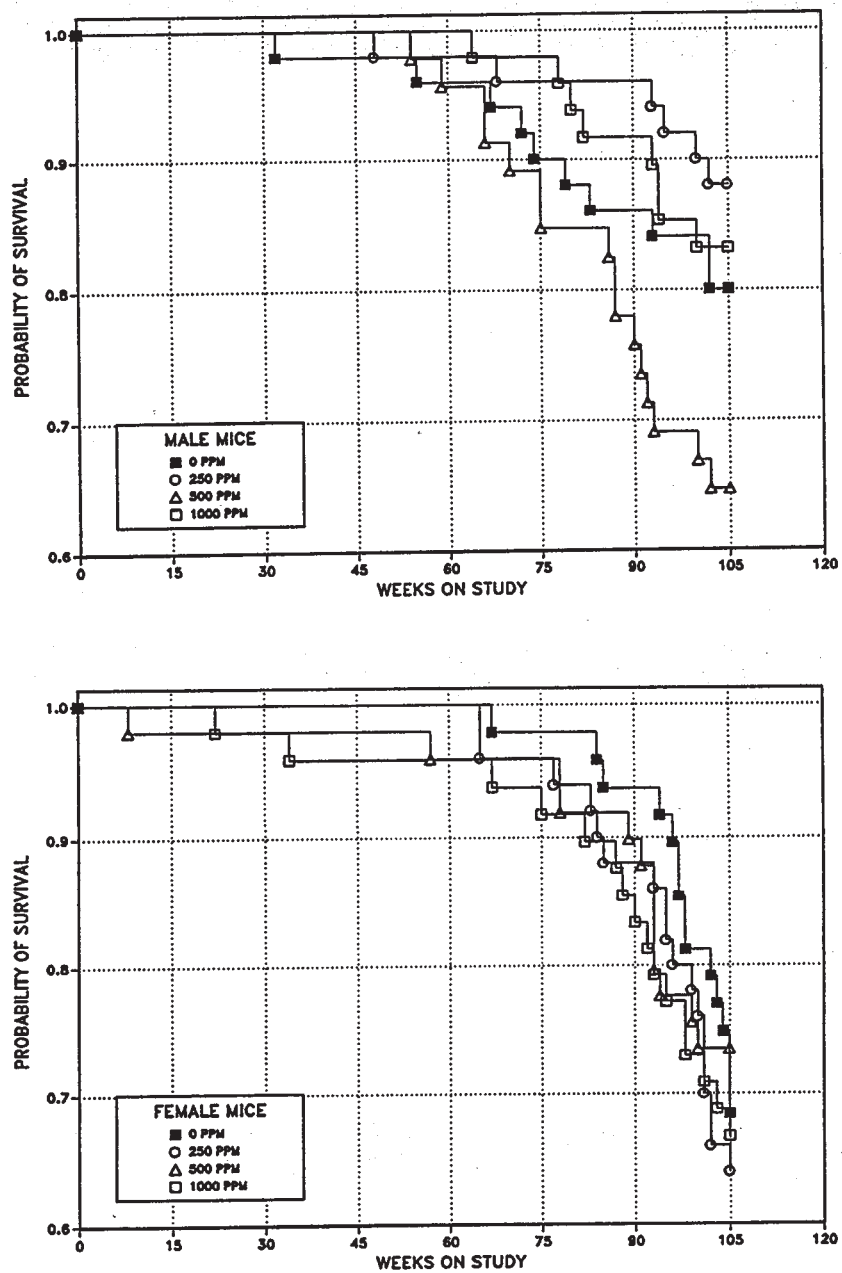 PROBABILITY OF SURVIVAL
1.0
0.9
0.8
0.7
0.6
MALE MICE
0 PPM
250 PPM
500 PPM
1000 PPM
0 15 30 45 60 75 90 105 120
WEEKS ON STUDY
PROBABILITY OF SURVIVAL
1.0
0.9
0.8
0.7
0.6
FEMALE MICE
0 PPM
250 PPM
500 PPM
1000 PPM
0 15 30 45 60 75 90 105 120
WEEKS ON STUDY